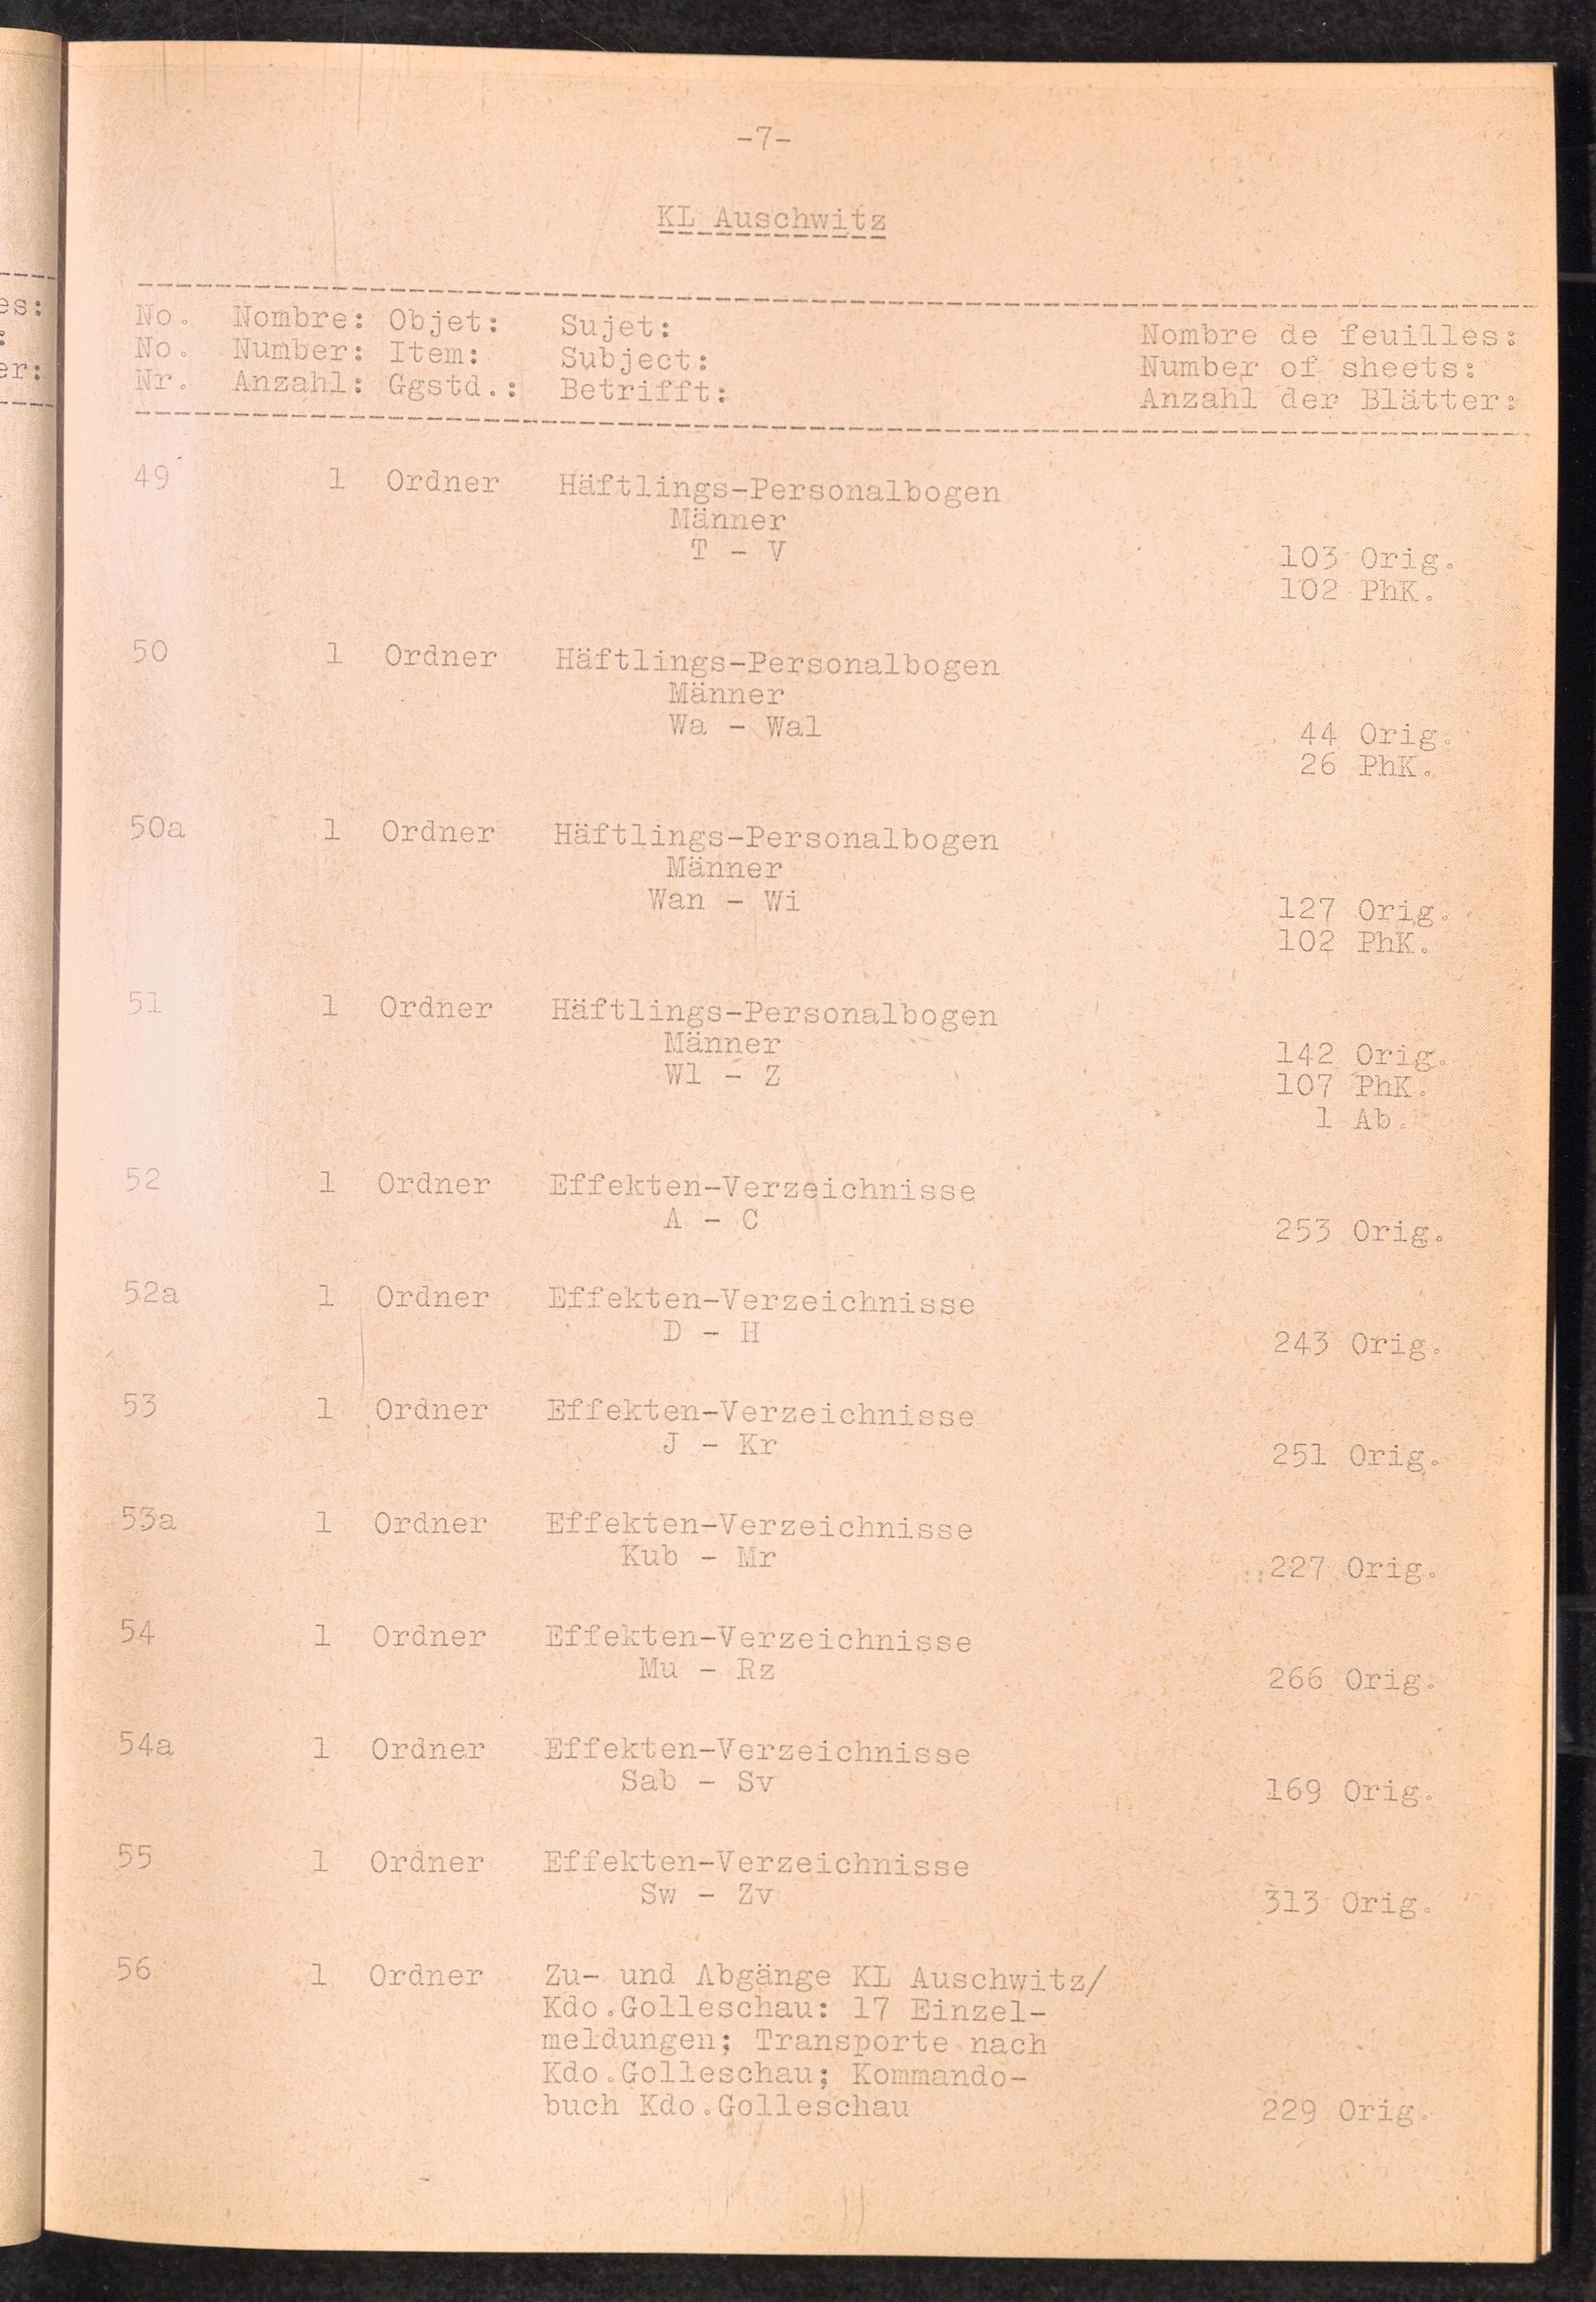 -7-
KL Auschwitz
es:
:
er:
No. Nombre: Objet: Sujet: Nombre de feuilles:
No. Number: Item: Subject: Number of sheets:
Nr. Anzahl: Ggstd.: Betrifft: Anzahl der Blätter:
49 1 Ordner Häftlings-Personalbogen
Männer
T - V 103 Orig.
102 PhK.
50 1 Ordner Häftlings-Personalbogen
Männer
Wa - Wal 44 Orig.
26 PhK.
50a 1 Ordner Häftlings-Personalbogen
Männer
Wan - Wi 127 Orig.
102 PhK.
51 1 Ordner Häftlings-Personalbogen
Männer 142 Orig.
Wl - Z 107 PhK.
1 Ab.
52 1 Ordner Effekten-Verzeichnisse
A - C 253 Orig.
52a 1 Ordner Effekten-Verzeichnisse
D - H 243 Orig.
53 1 Ordner Effekten-Verzeichnisse
J - Kr 251 Orig.
53a 1 Ordner Effekten-Verzeichnisse
Kub - Mr 227 Orig.
54 1 Ordner Effekten-Verzeichnisse
Mu - Rz 266 Orig.
54a 1 Ordner Effekten-Verzeichnisse
Sab - Sv 169 Orig.
55 1 Ordner Effekten-Verzeichnisse
Sw - Zv 313 Orig.
56 1 Ordner Zu- und Abgänge KL Auschwitz/
Kdo.Golleschau: 17 Einzel-
meldungen; Transporte nach
Kdo.Golleschau; Kommando-
buch Kdo.Golleschau 229 Orig.